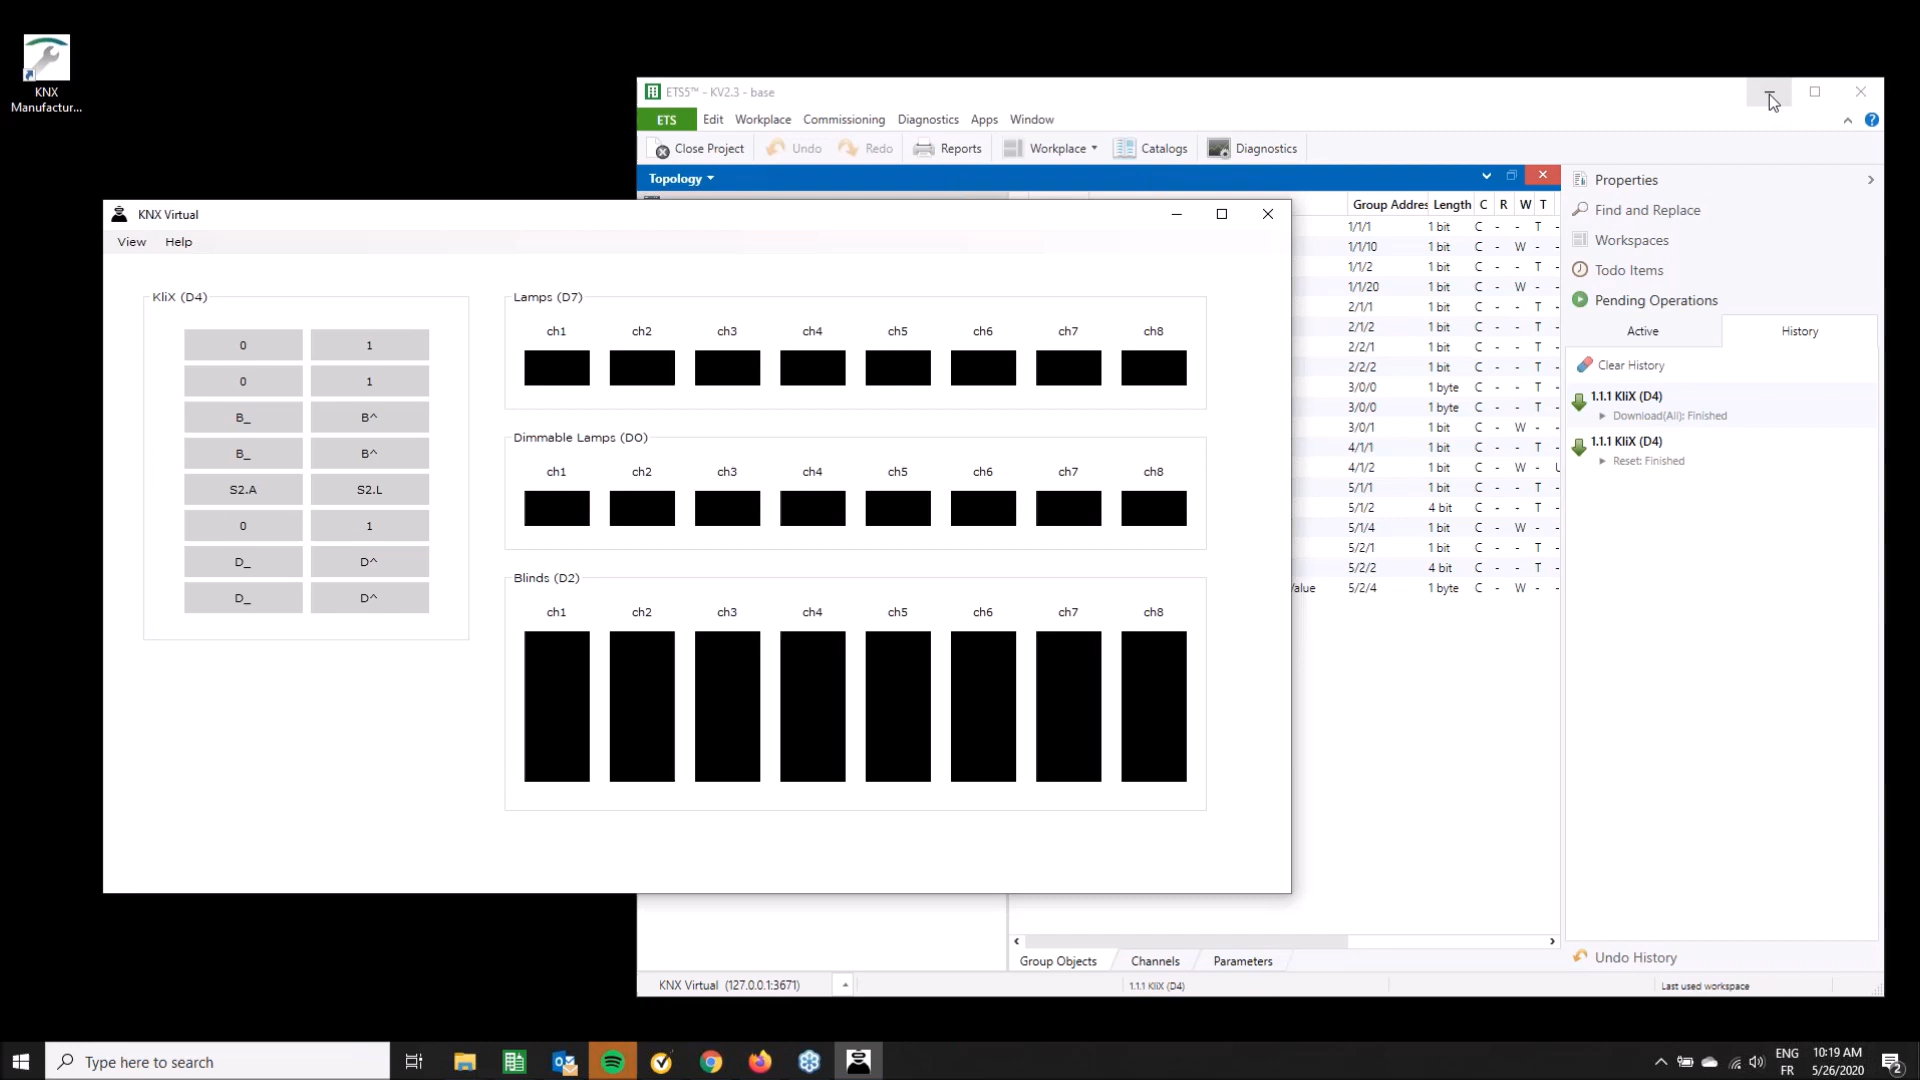 KNX
Manufactur...
ETS5™ - KV2.3 - base
ETS Edit Workplace Commissioning Diagnostics Apps Window
Close Project Undo Redo Reports Workplace Catalogs Diagnostics
Topology
KNX Virtual
View Help
KliX (D4)
0 1
0 1
B_ B^
B_ B^
S2.A S2.L
0 1
D_ D^
D_ D^
Lamps (D7)
ch1 ch2 ch3 ch4 ch5 ch6 ch7 ch8
Dimmable Lamps (D0)
ch1 ch2 ch3 ch4 ch5 ch6 ch7 ch8
Blinds (D2)
ch1 ch2 ch3 ch4 ch5 ch6 ch7 ch8
Group Addres Length C R W T
1/1/1 1 bit C - - T -
1/1/10 1 bit C - W - -
1/1/2 1 bit C - - T -
1/1/20 1 bit C - W - -
2/1/1 1 bit C - - T -
2/1/2 1 bit C - - T -
2/2/1 1 bit C - - T -
2/2/2 1 bit C - - T -
3/0/0 1 byte C - - T -
3/0/0 1 byte C - - T -
3/0/1 1 bit C - W - -
4/1/1 1 bit C - - T -
4/1/2 1 bit C - W - U
5/1/1 1 bit C - - T -
5/1/2 4 bit C - - T -
5/1/4 1 bit C - W - -
5/2/1 1 bit C - - T -
5/2/2 4 bit C - - T -
Value 5/2/4 1 byte C - W - -
Group Objects Channels Parameters
Properties
Find and Replace
Workspaces
Todo Items
Pending Operations
Active History
Clear History
1.1.1 KliX (D4)
Download(All): Finished
1.1.1 KliX (D4)
Reset: Finished
Undo History
KNX Virtual (127.0.0.1:3671) 1.1.1 KliX (D4) Last used workspace
Type here to search
ENG
FR
10:19 AM
5/26/2020
2